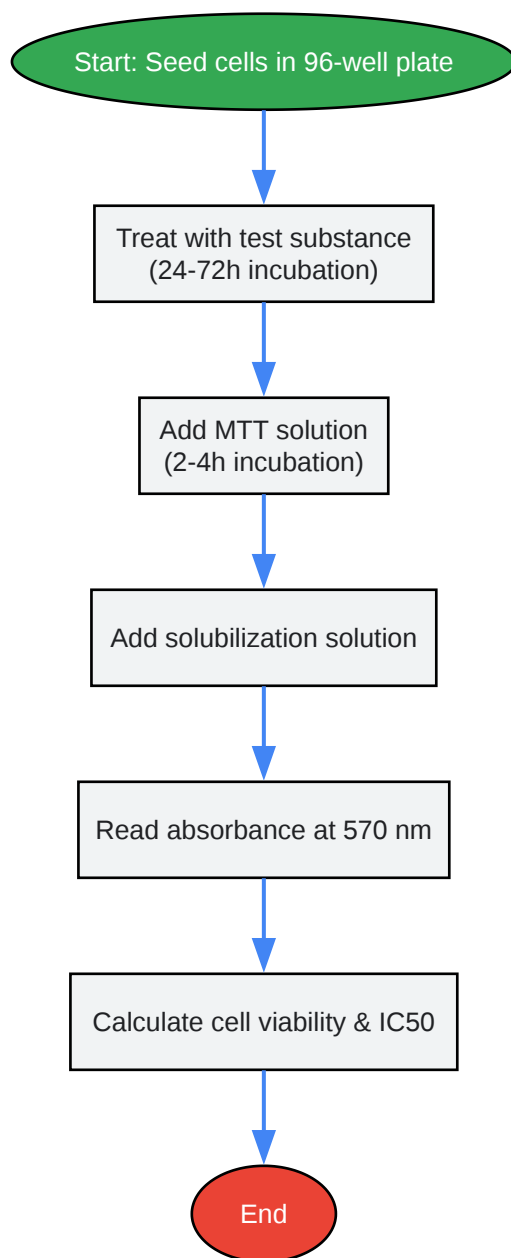 Start: Seed cells in 96-well plate
Treat with test substance
(24-72h incubation)
Add MTT solution
(2-4h incubation)
Add solubilization solution
Read absorbance at 570 nm
Calculate cell viability & IC50
End